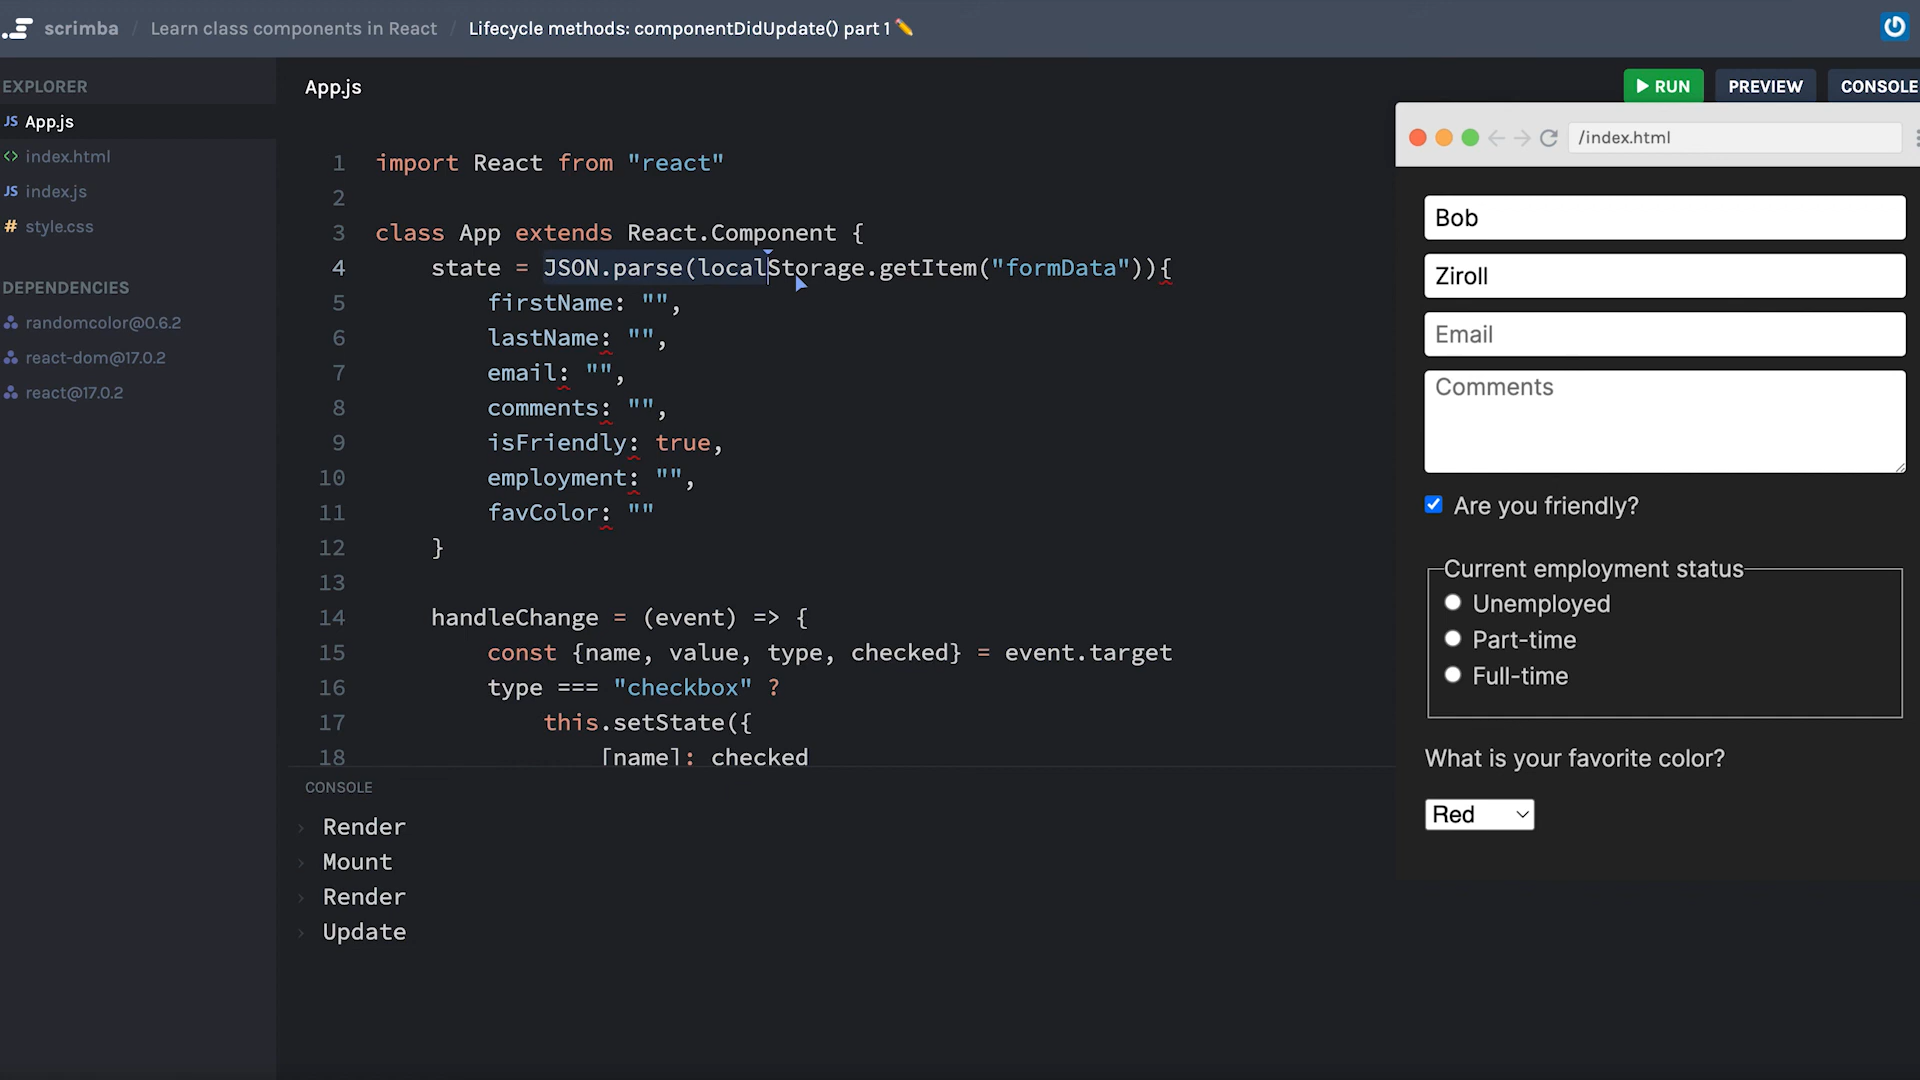 scrimba / Learn class components in React / Lifecycle methods: componentDidUpdate() part 1 ✏️
EXPLORER
JS App.js
<> index.html
JS index.js
# style.css
DEPENDENCIES
randomcolor@0.6.2
react-dom@17.0.2
react@17.0.2
App.js
RUN
PREVIEW
CONSOLE
1 import React from "react"
2
3 class App extends React.Component {
4 state = JSON.parse(localStorage.getItem("formData")){
5 firstName: "",
6 lastName: "",
7 email: "",
8 comments: "",
9 isFriendly: true,
10 employment: "",
11 favColor: ""
12 }
13
14 handleChange = (event) => {
15 const {name, value, type, checked} = event.target
16 type === "checkbox" ?
17 this.setState({
18 [name]: checked
CONSOLE
Render
Mount
Render
Update
/index.html
Bob
Ziroll
Email
Comments
Are you friendly?
Current employment status
Unemployed
Part-time
Full-time
What is your favorite color?
Red